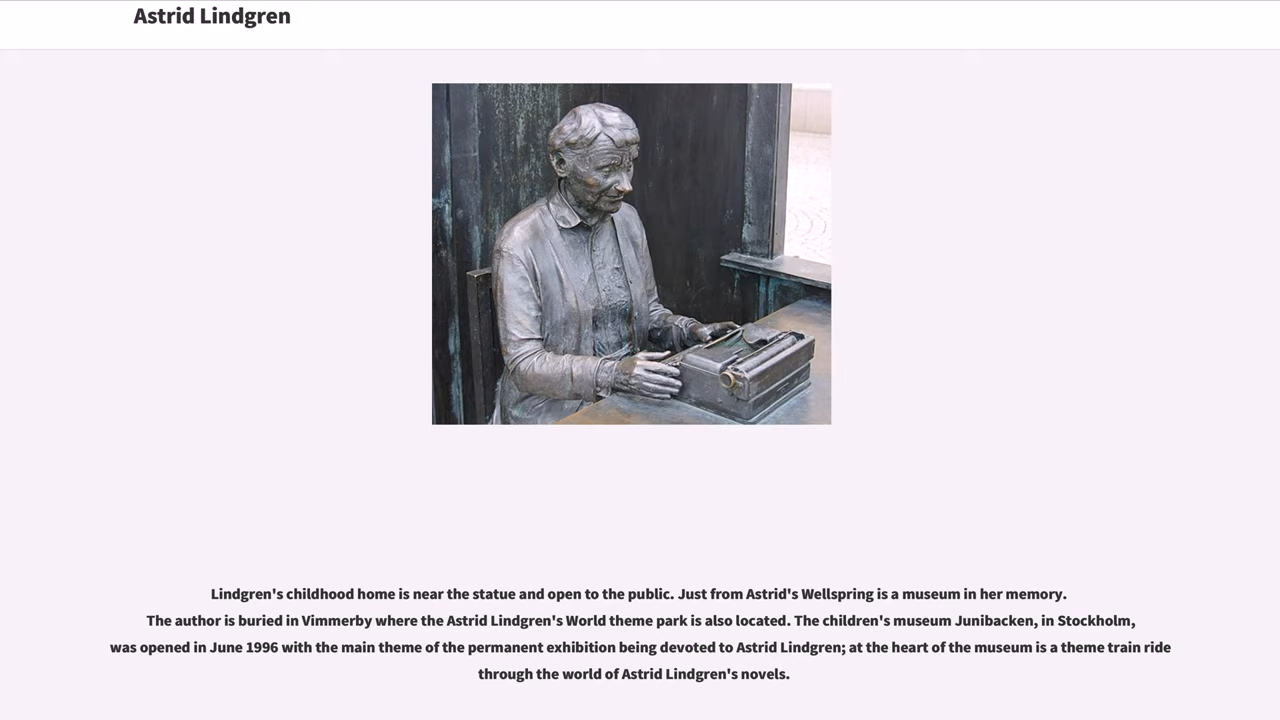 Astrid Lindgren
Lindgren's childhood home is near the statue and open to the public. Just from Astrid's Wellspring is a museum in her memory.
The author is buried in Vimmerby where the Astrid Lindgren's World theme park is also located. The children's museum Junibacken, in Stockholm,
was opened in June 1996 with the main theme of the permanent exhibition being devoted to Astrid Lindgren; at the heart of the museum is a theme train ride
through the world of Astrid Lindgren's novels.